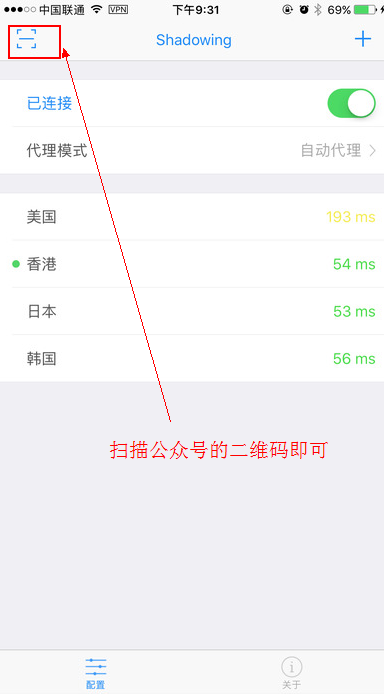 中国联通 VPN 下午9:31 69%
Shadowing
已连接
代理模式 自动代理
美国 193 ms
香港 54 ms
日本 53 ms
韩国 56 ms
扫描公众号的二维码即可
配置 关于